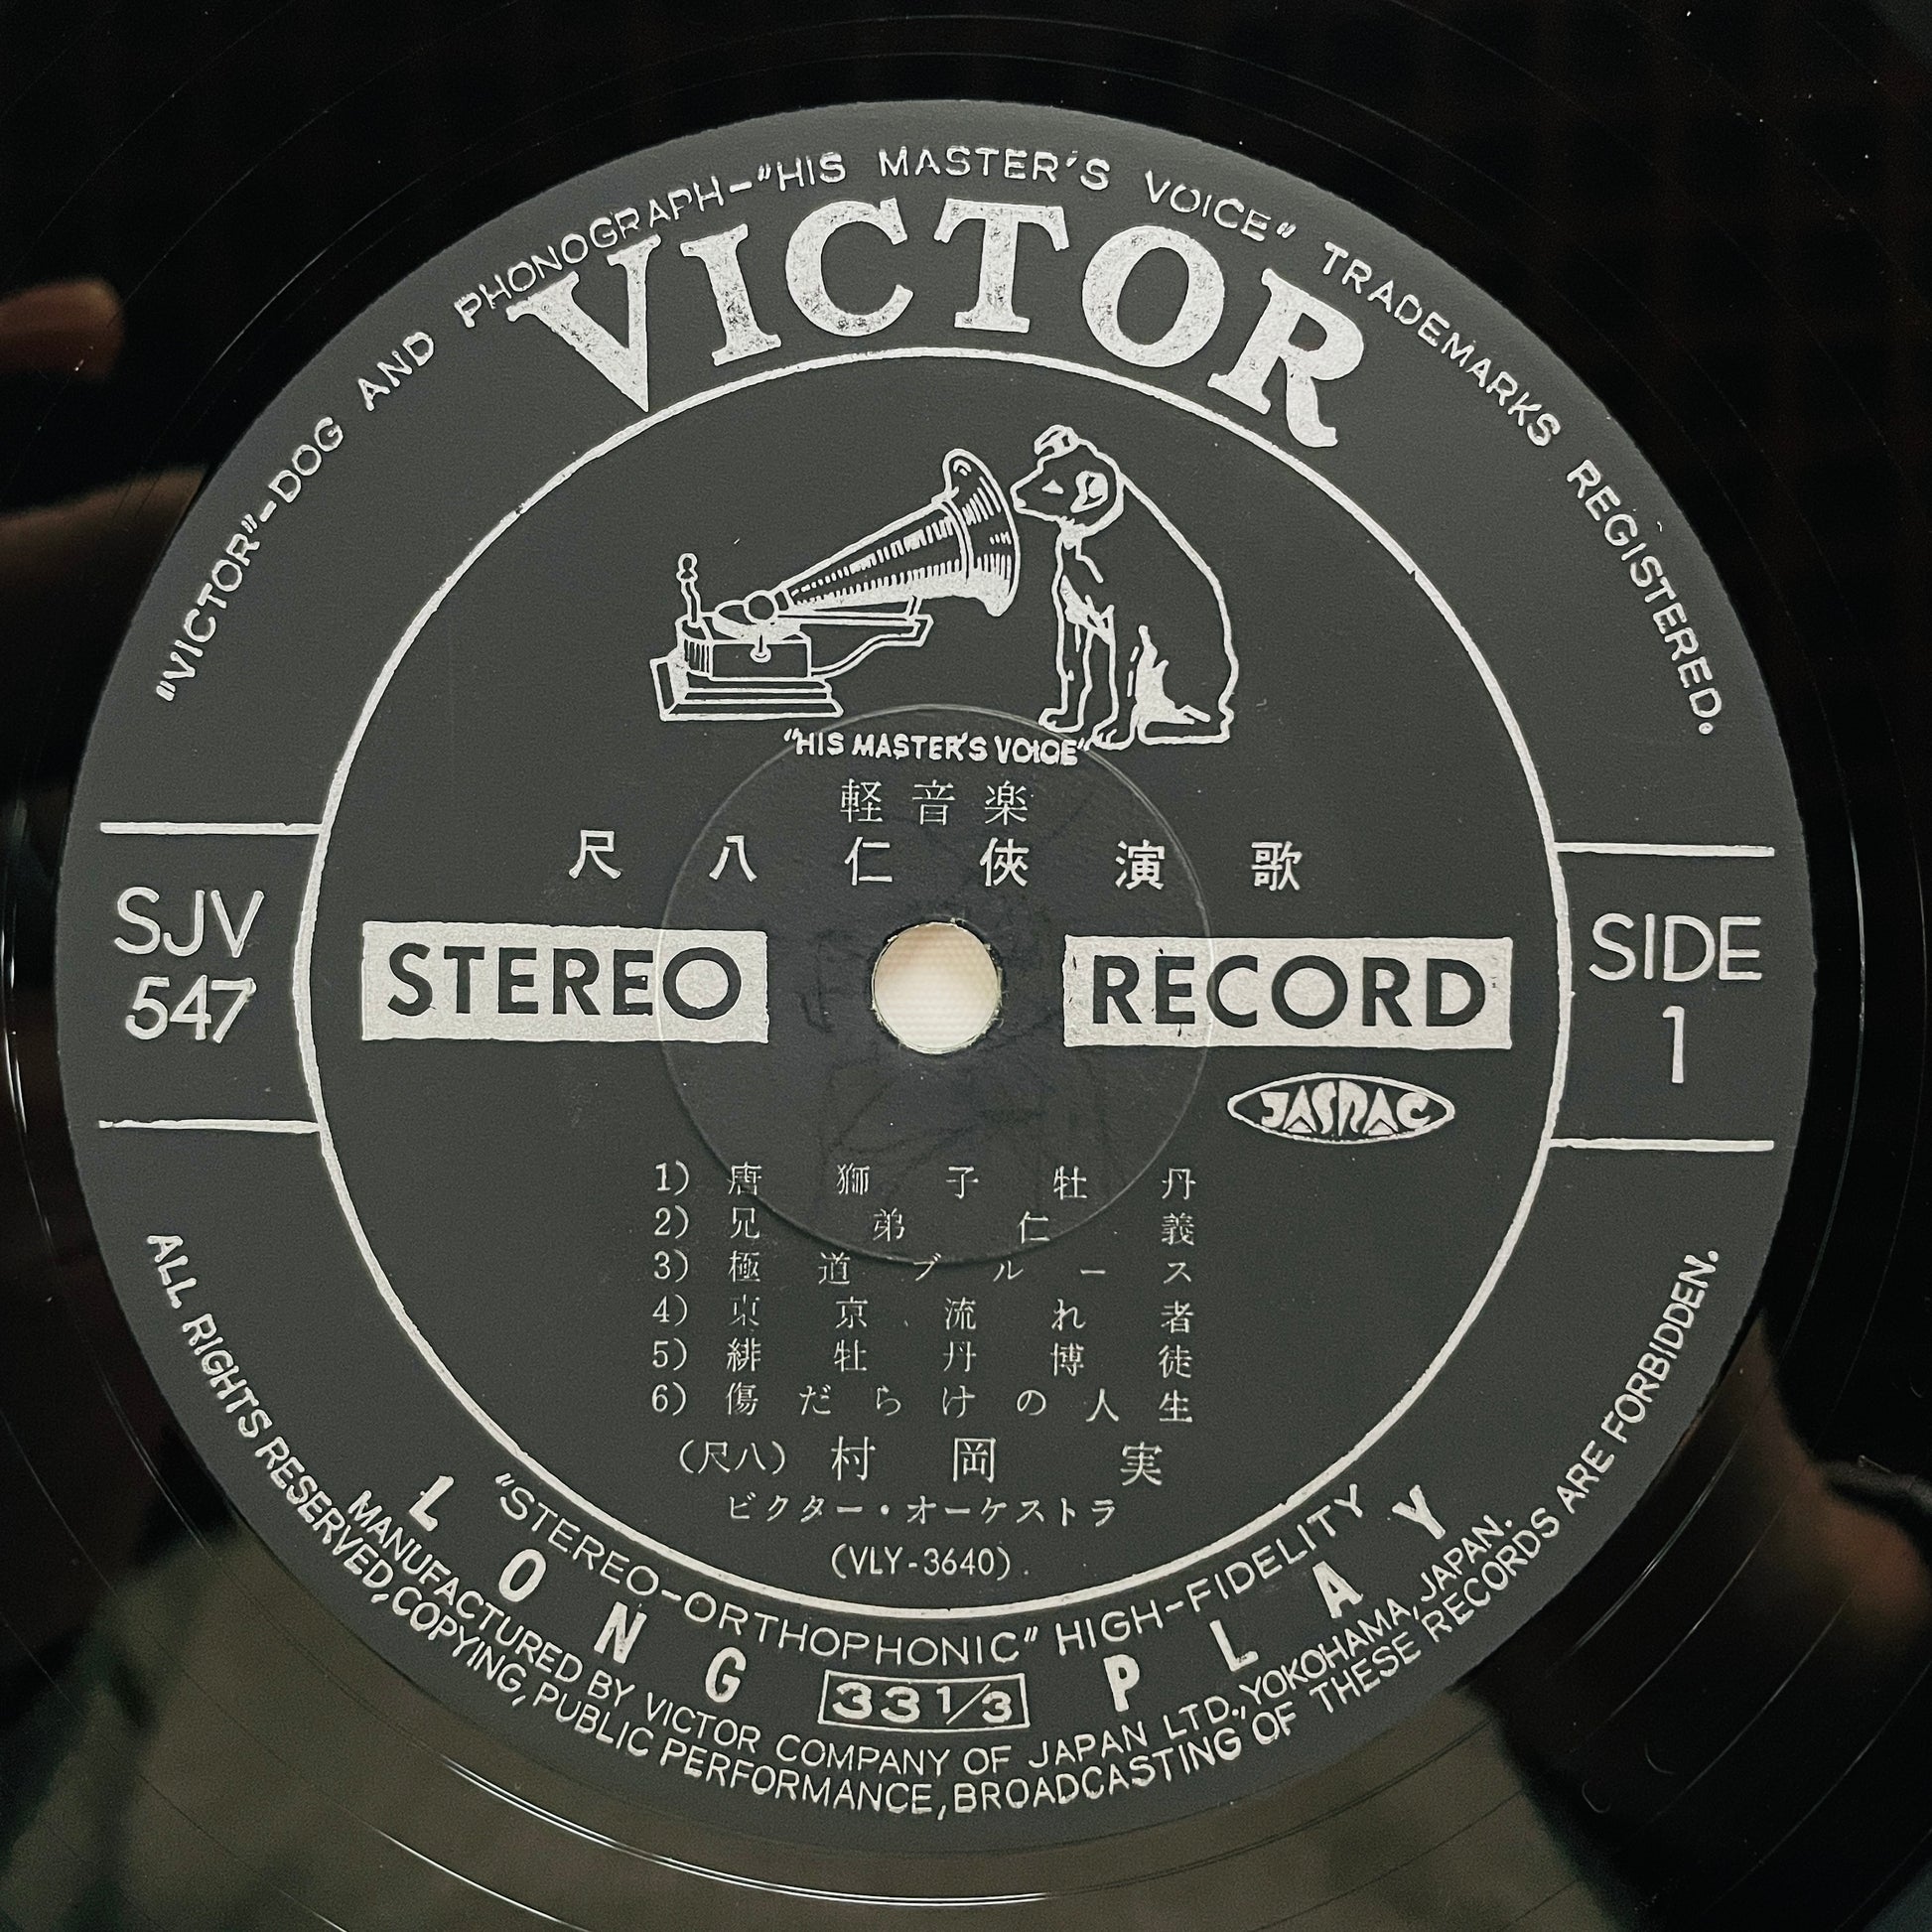 "VICTOR"-DOG AND PHONOGRAPH-"HIS MASTER'S VOICE" TRADEMARKS REGISTERED.
VICTOR
"HIS MASTER'S VOICE"
軽音楽
尺八仁侠演歌
SJV
547
STEREO RECORD
SIDE
1
JASRAC
1) 唐獅子牡丹
2) 兄弟仁義
3) 極道ブルース
4) 東京流れ者
5) 緋牡丹博徒
6) 傷だらけの人生
(尺八) 村岡 実
ビクター・オーケストラ
(VLY-3640)
"STEREO-ORTHOPHONIC" HIGH-FIDELITY
LONG 33 1/3 PLAY
MANUFACTURED BY VICTOR COMPANY OF JAPAN LTD., YOKOHAMA, JAPAN.
ALL RIGHTS RESERVED, COPYING, PUBLIC PERFORMANCE, BROADCASTING OF THESE RECORDS ARE FORBIDDEN.